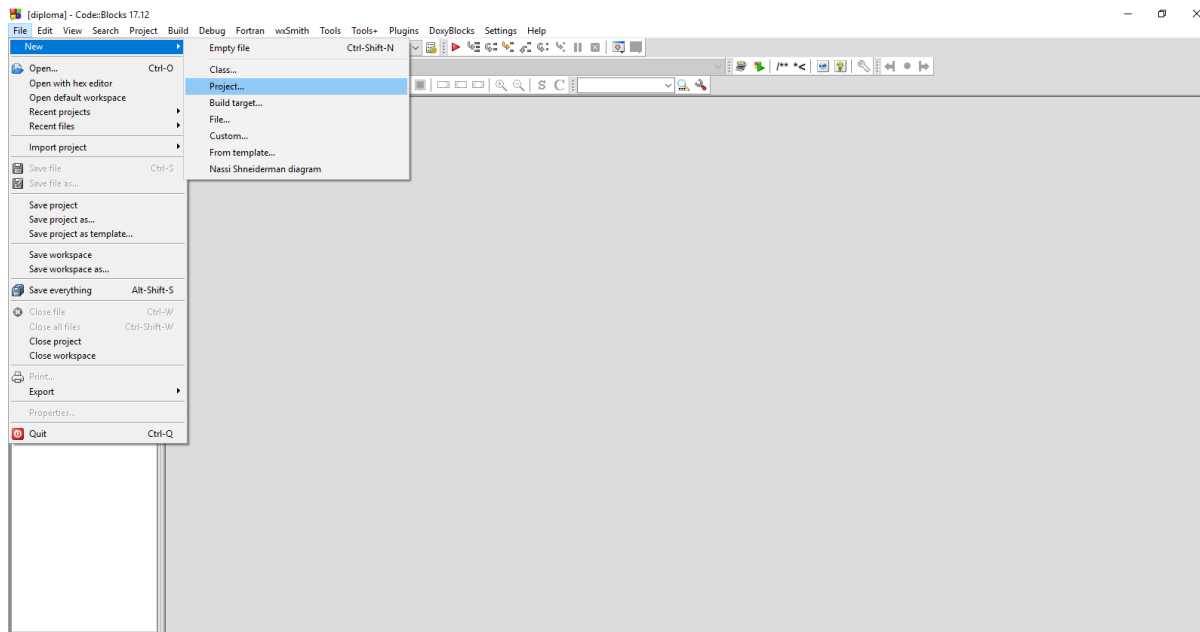 [diploma] - Code::Blocks 17.12
File Edit View Search Project Build Debug Fortran wxSmith Tools Tools+ Plugins DoxyBlocks Settings Help
New
Open... Ctrl-O
Open with hex editor
Open default workspace
Recent projects
Recent files
Import project
Save file Ctrl-S
Save file as...
Save project
Save project as...
Save project as template...
Save workspace
Save workspace as...
Save everything Alt-Shift-S
Close file Ctrl-W
Close all files Ctrl-Shift-W
Close project
Close workspace
Print...
Export
Properties...
Quit Ctrl-Q
Empty file Ctrl-Shift-N
Class...
Project...
Build target...
File...
Custom...
From template...
Nassi Shneiderman diagram
/** *<
S C